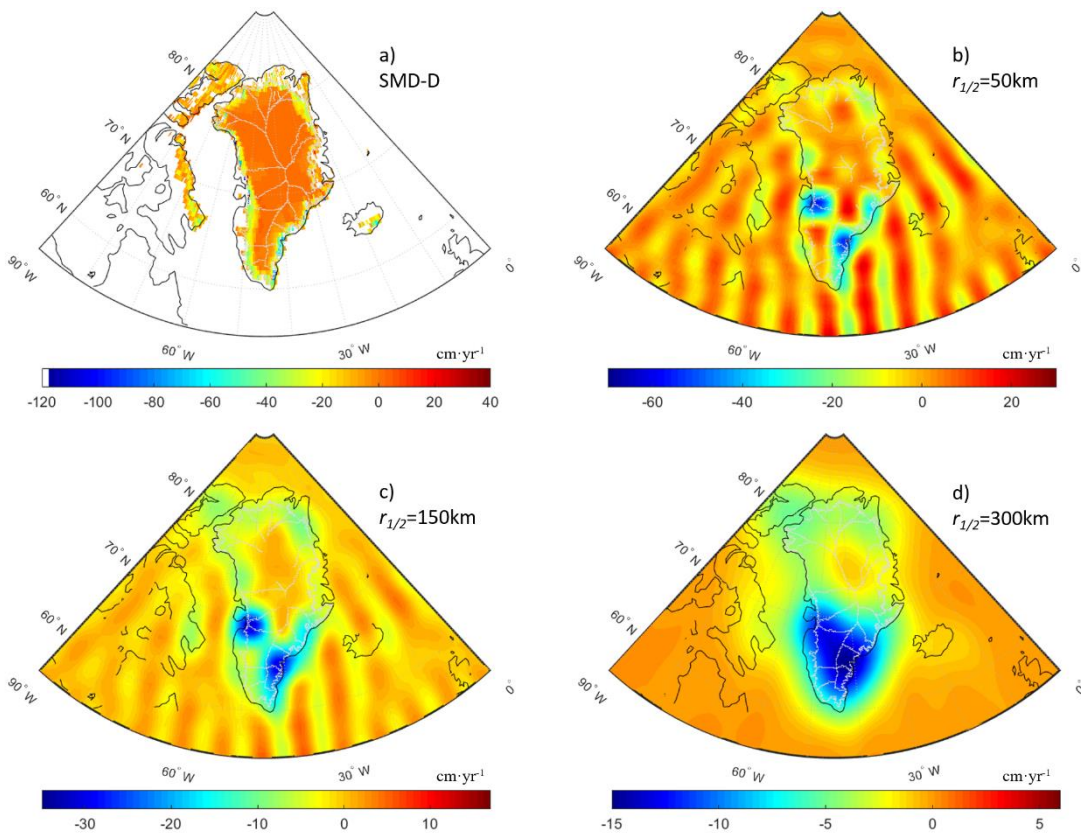 a)
SMD-D
80° N
70° N
60° N
90° W
60° W
30° W
0°
cm·yr-1
-120 -100 -80 -60 -40 -20 0 20 40
b)
r1/2=50km
80° N
70° N
60° N
90° W
60° W
30° W
0°
cm·yr-1
-60 -40 -20 0 20
c)
r1/2=150km
80° N
70° N
60° N
90° W
60° W
30° W
0°
cm·yr-1
-30 -20 -10 0 10
d)
r1/2=300km
80° N
70° N
60° N
90° W
60° W
30° W
0°
cm·yr-1
-15 -10 -5 0 5